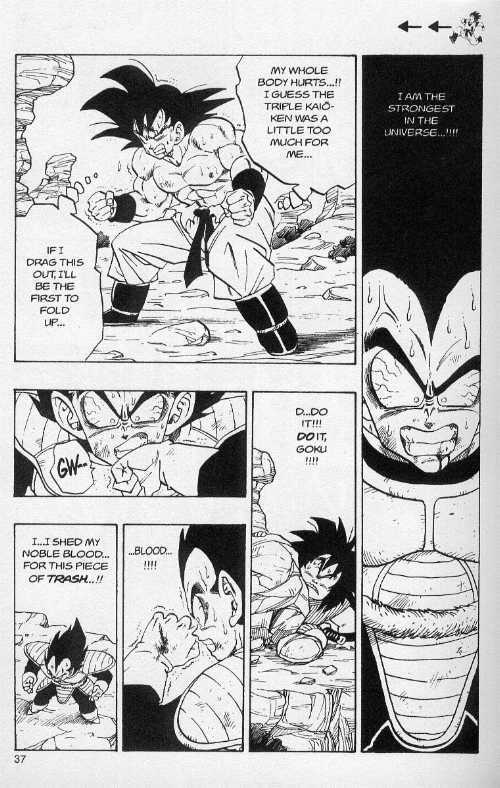 I AM THE
STRONGEST
IN THE
UNIVERSE...!!!!
MY WHOLE
BODY HURTS...!!
I GUESS THE
TRIPLE KAIŌ-
KEN WAS A
LITTLE TOO
MUCH FOR
ME...
IF I
DRAG THIS
OUT, I'LL
BE THE
FIRST TO
FOLD
UP...
D...DO
IT!!!
DO IT,
GOKU
!!!!
GW--
...BLOOD...
!!!!
I...I SHED MY
NOBLE BLOOD...
FOR THIS PIECE
OF TRASH..!!
37